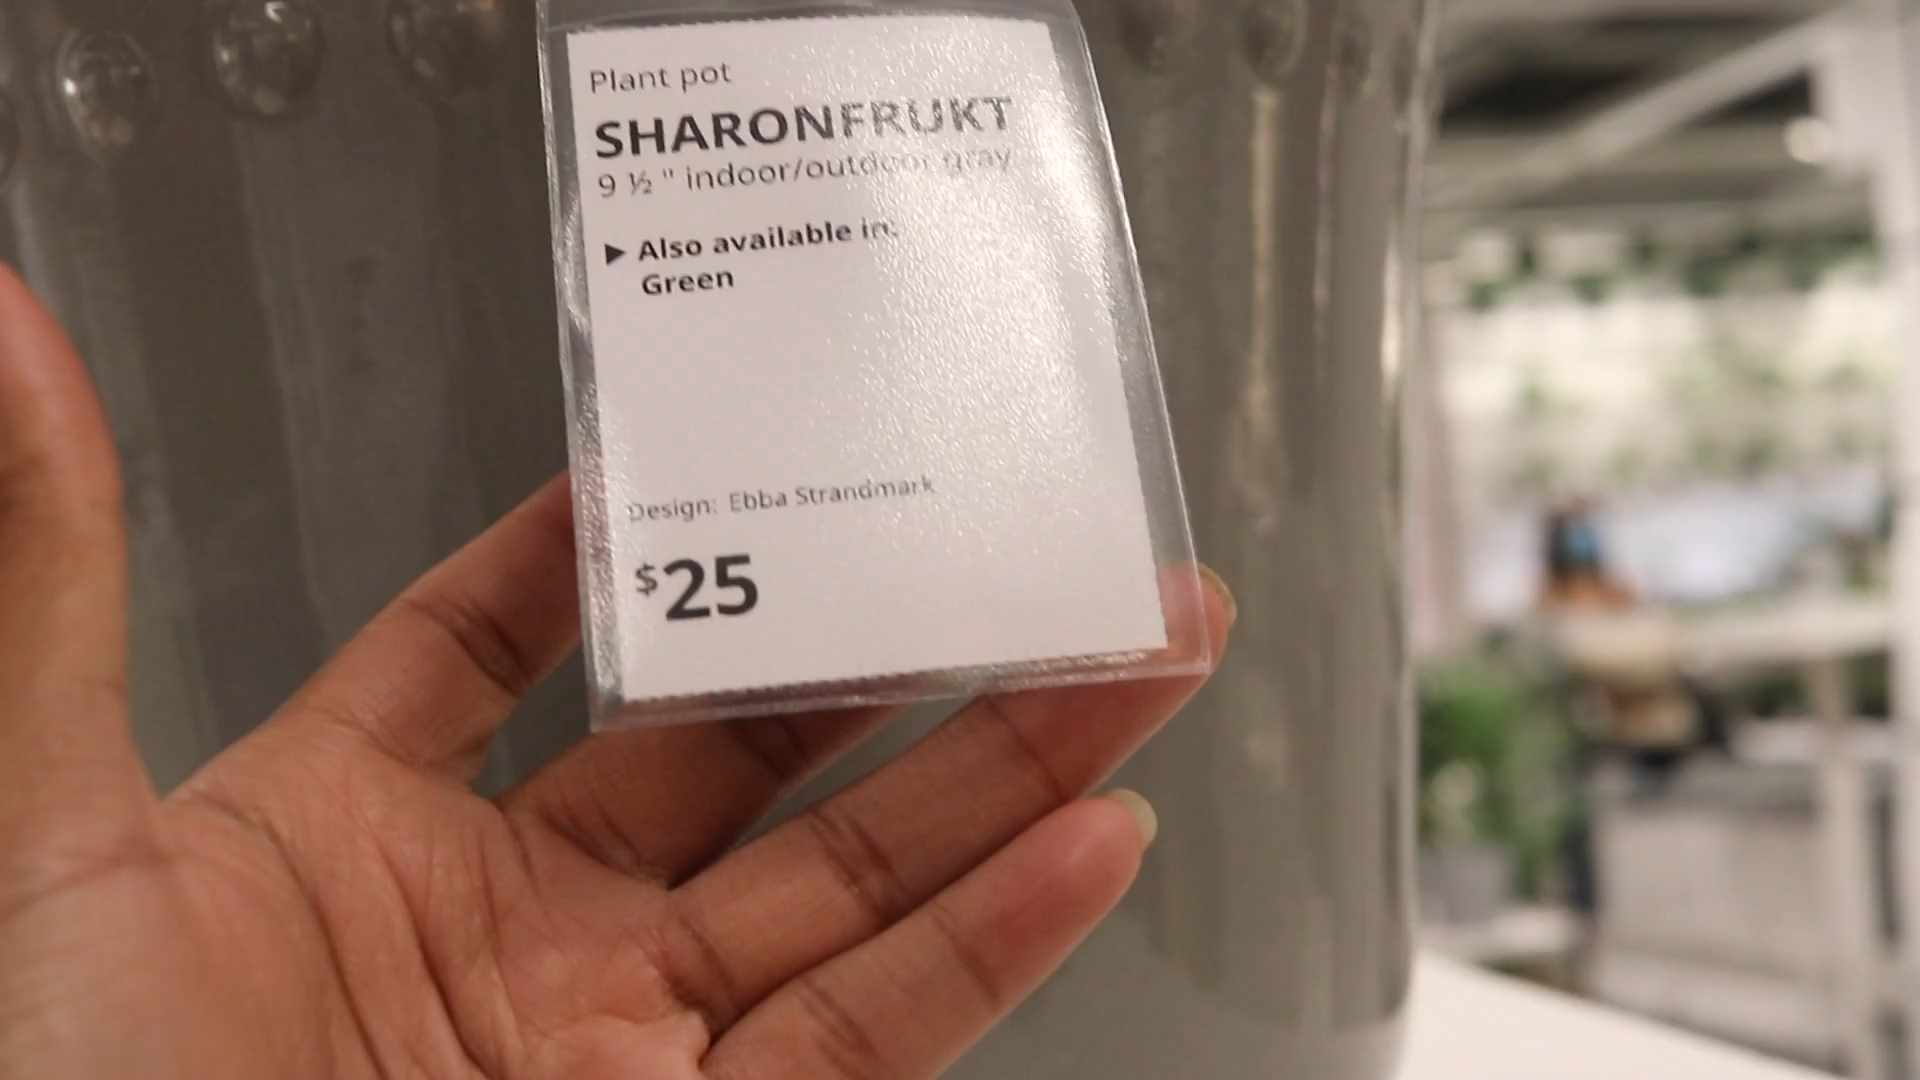 Plant pot
SHARONFRUKT
9 ½ " indoor/outdoor gray
▶ Also available in:
Green
Design: Ebba Strandmark
$25